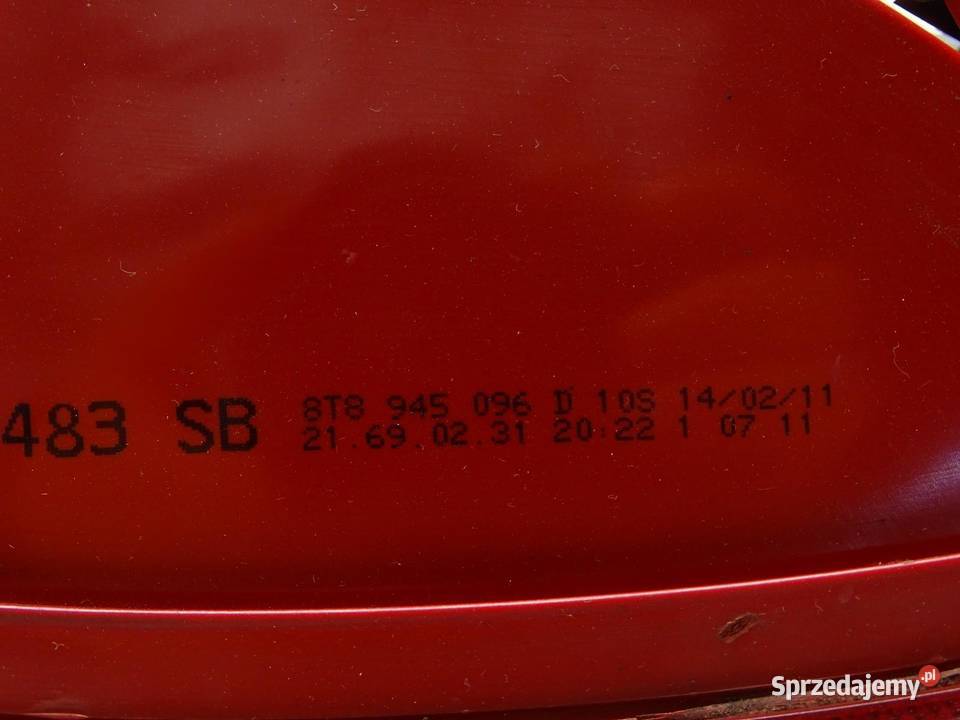 483 SB
8T8 945 096 D 10S 14/02/11
21.69.02.31 20:22 1 07 11
Sprzedajemy.pl